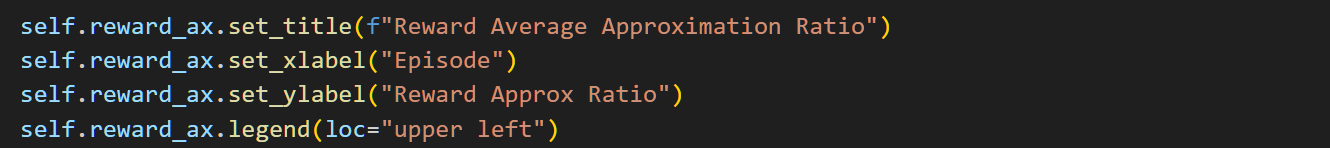 self.reward_ax.set_title(f"Reward Average Approximation Ratio")
self.reward_ax.set_xlabel("Episode")
self.reward_ax.set_ylabel("Reward Approx Ratio")
self.reward_ax.legend(loc="upper left")